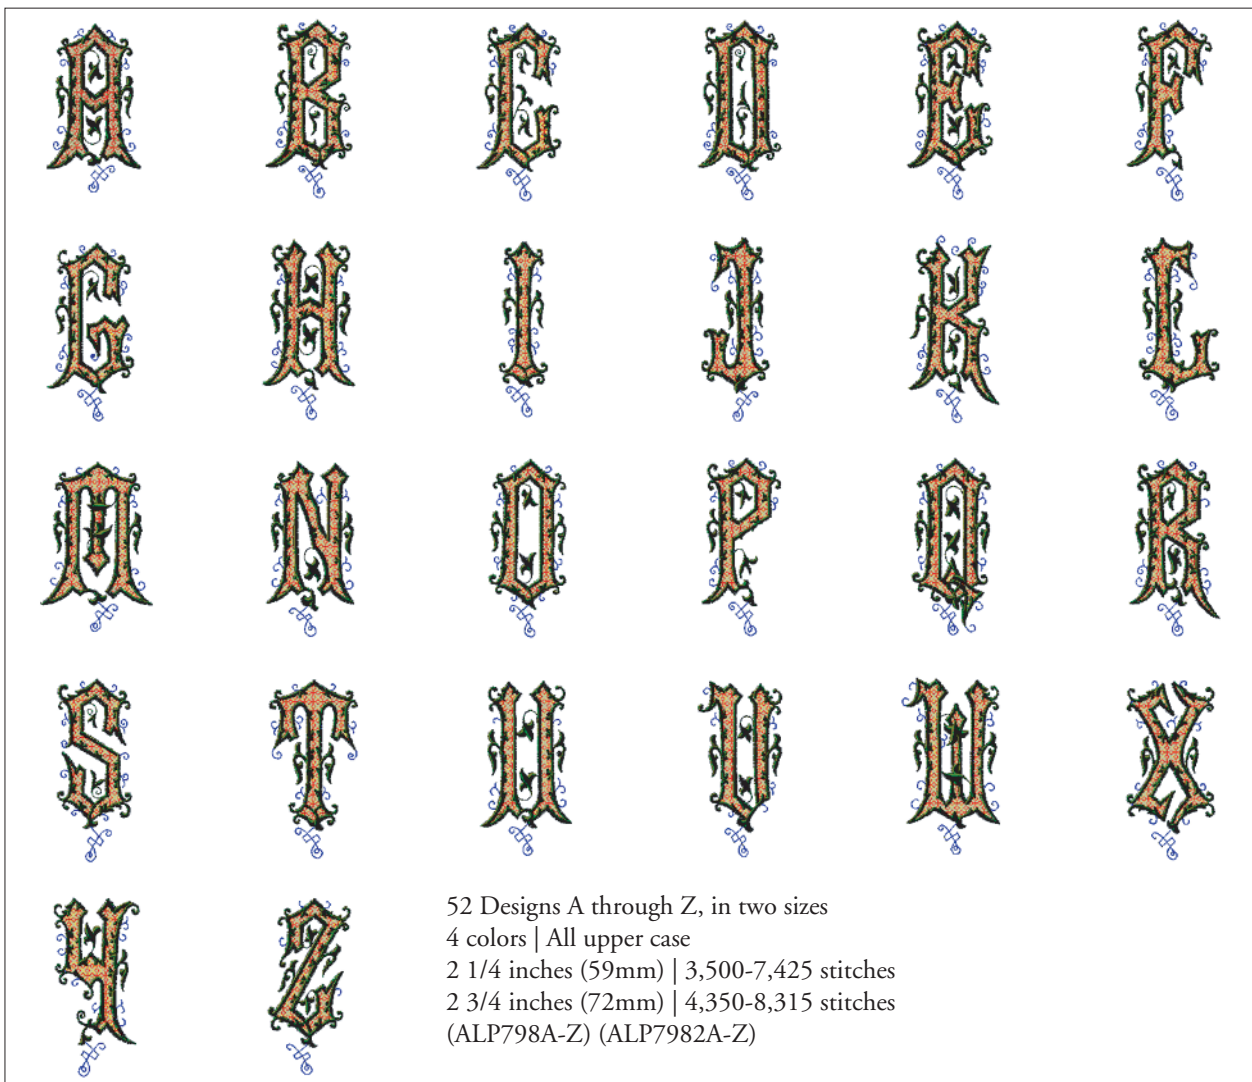 A B C D E F
G H I J K L
M N O P Q R
S T U V W X
Y Z
52 Designs A through Z, in two sizes
4 colors | All upper case
2 1/4 inches (59mm) | 3,500-7,425 stitches
2 3/4 inches (72mm) | 4,350-8,315 stitches
(ALP798A-Z) (ALP7982A-Z)